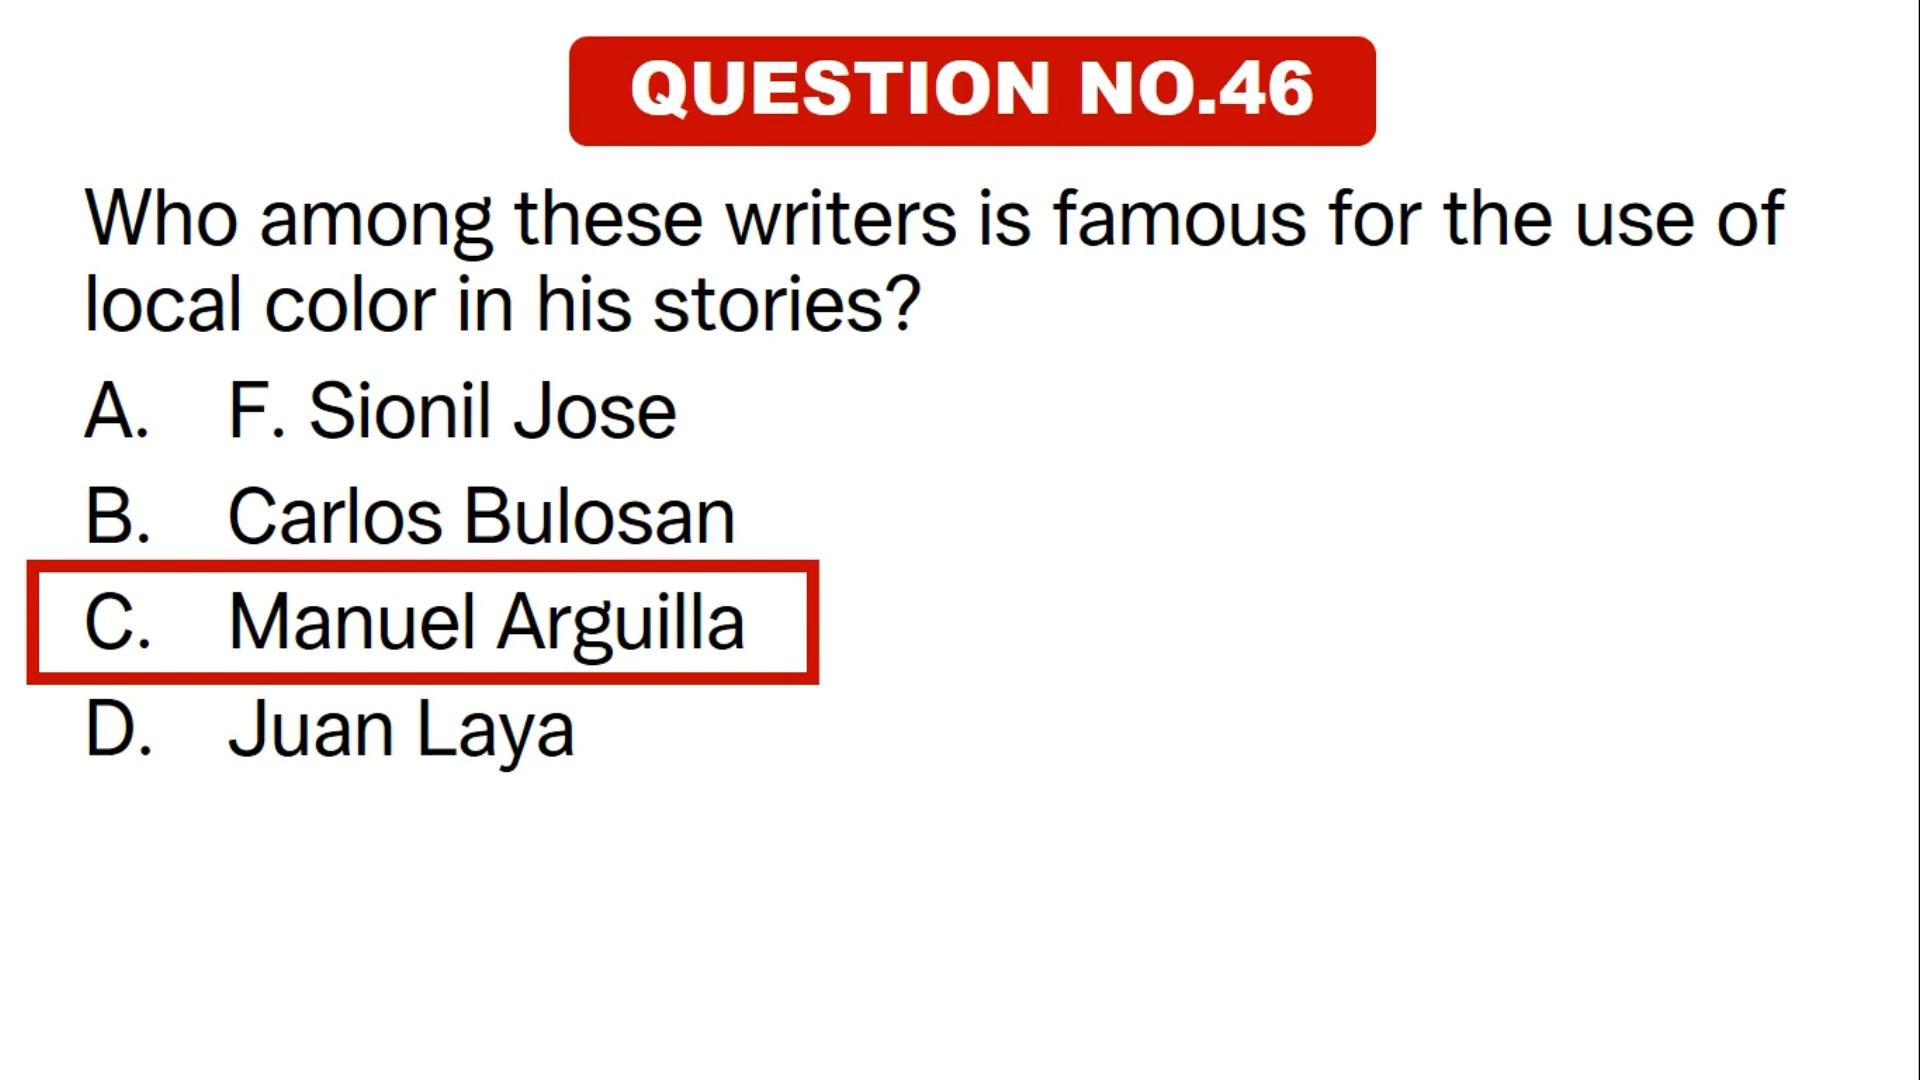 QUESTION NO.46
Who among these writers is famous for the use of
local color in his stories?
A. F. Sionil Jose
B. Carlos Bulosan
C. Manuel Arguilla
D. Juan Laya